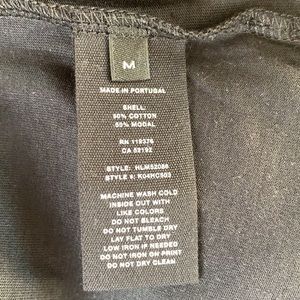 M
MADE IN PORTUGAL
SHELL:
50% COTTON
50% MODAL
RN 119376
CA 52192
STYLE: HLM52086
STYLE #: K04HC503
MACHINE WASH COLD
INSIDE OUT WITH
LIKE COLORS
DO NOT BLEACH
DO NOT TUMBLE DRY
LAY FLAT TO DRY
LOW IRON IF NEEDED
DO NOT IRON ON PRINT
DO NOT DRY CLEAN